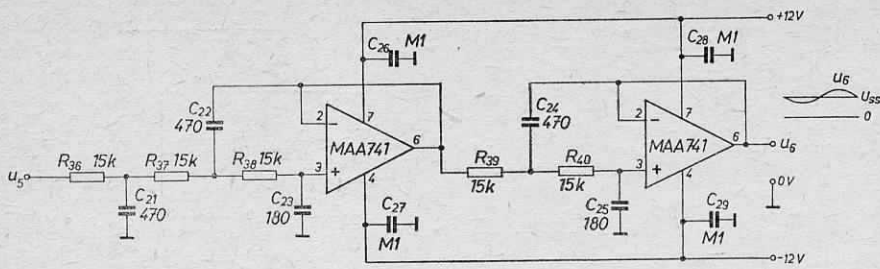 +12V
C26 M1
C28 M1
u6
USS
0
C22
470
2
7
MAA741
6
3
4
C24
470
2
7
MAA741
6
3
4
u6
u5
R36 15k
R37 15k
R38 15k
R39
15k
R40
15k
C21
470
C23
180
C27
M1
C25
180
C29
M1
0V
-12V